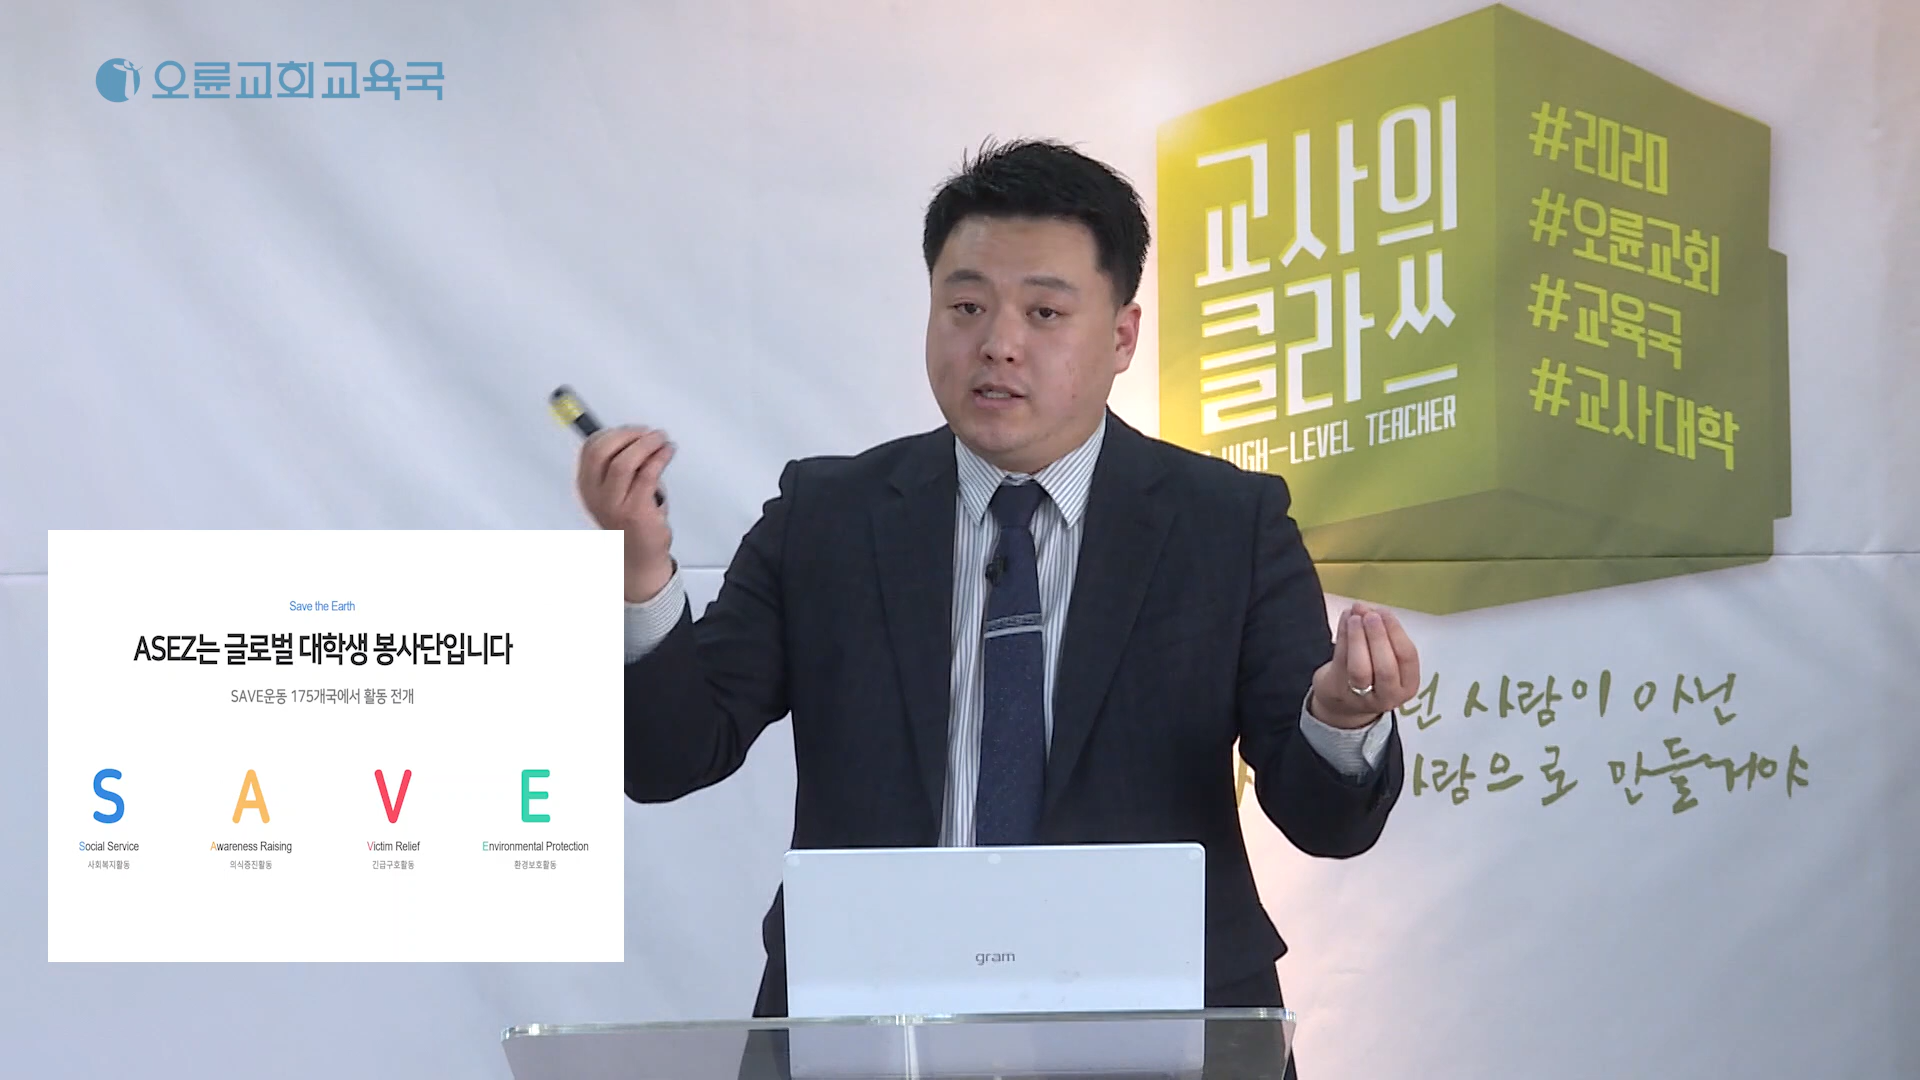 오륜교회교육국
교사의
클라쓰
HIGH-LEVEL TEACHER
#2020
#오륜교회
#교육국
#교사대학
사람이 아닌
사람으로 만들거야
Save the Earth
ASEZ는 글로벌 대학생 봉사단입니다
SAVE운동 175개국에서 활동 전개
S A V E
Social Service Awareness Raising Victim Relief Environmental Protection
사회복지활동 의식증진활동 긴급구호활동 환경보호활동
gram